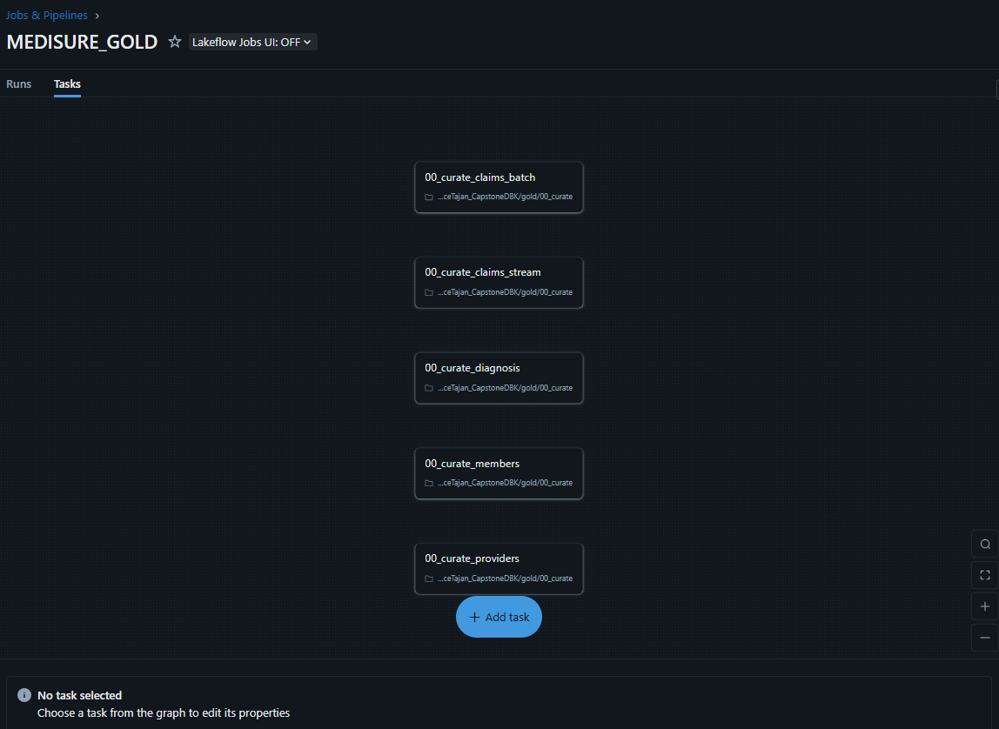 Jobs & Pipelines
MEDISURE_GOLD Lakeflow Jobs UI: OFF
Runs Tasks
00_curate_claims_batch
...ceTajan_CapstoneDBK/gold/00_curate
00_curate_claims_stream
...ceTajan_CapstoneDBK/gold/00_curate
00_curate_diagnosis
...ceTajan_CapstoneDBK/gold/00_curate
00_curate_members
...ceTajan_CapstoneDBK/gold/00_curate
00_curate_providers
...ceTajan_CapstoneDBK/gold/00_curate
+ Add task
No task selected
Choose a task from the graph to edit its properties